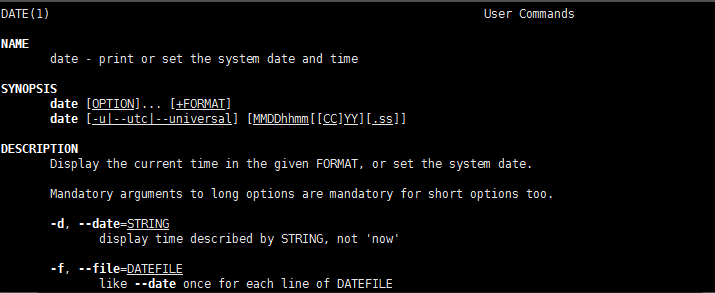 DATE(1) User Commands
NAME
date - print or set the system date and time
SYNOPSIS
date [OPTION]... [+FORMAT]
date [-u|--utc|--universal] [MMDDhhmm[[CC]YY][.ss]]
DESCRIPTION
Display the current time in the given FORMAT, or set the system date.
Mandatory arguments to long options are mandatory for short options too.
-d, --date=STRING
display time described by STRING, not 'now'
-f, --file=DATEFILE
like --date once for each line of DATEFILE